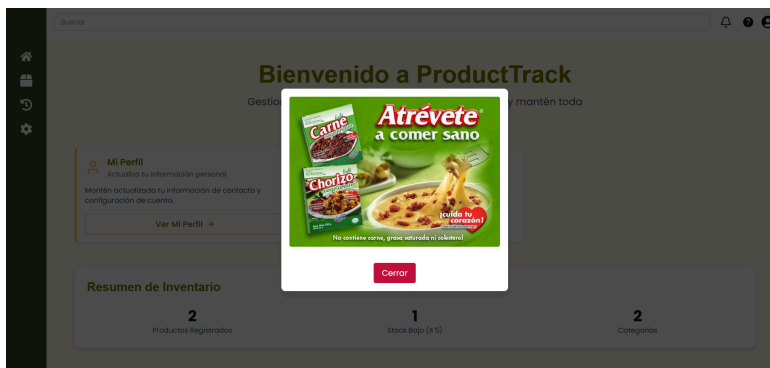 Buscar
Bienvenido a ProductTrack
Gestio
y mantén toda
Mi Perfil
Actualiza tu información personal
Mantén actualizada tu información de contacto y
configuración de cuenta.
Ver Mi Perfil →
Atrévete
a comer sano
Carne
Chorizo
¡cuida tu
corazón!
No contiene carne, grasa saturada ni colesterol
Cerrar
Resumen de Inventario
2
Productos Registrados
1
Stock Bajo (≤ 5)
2
Categorías